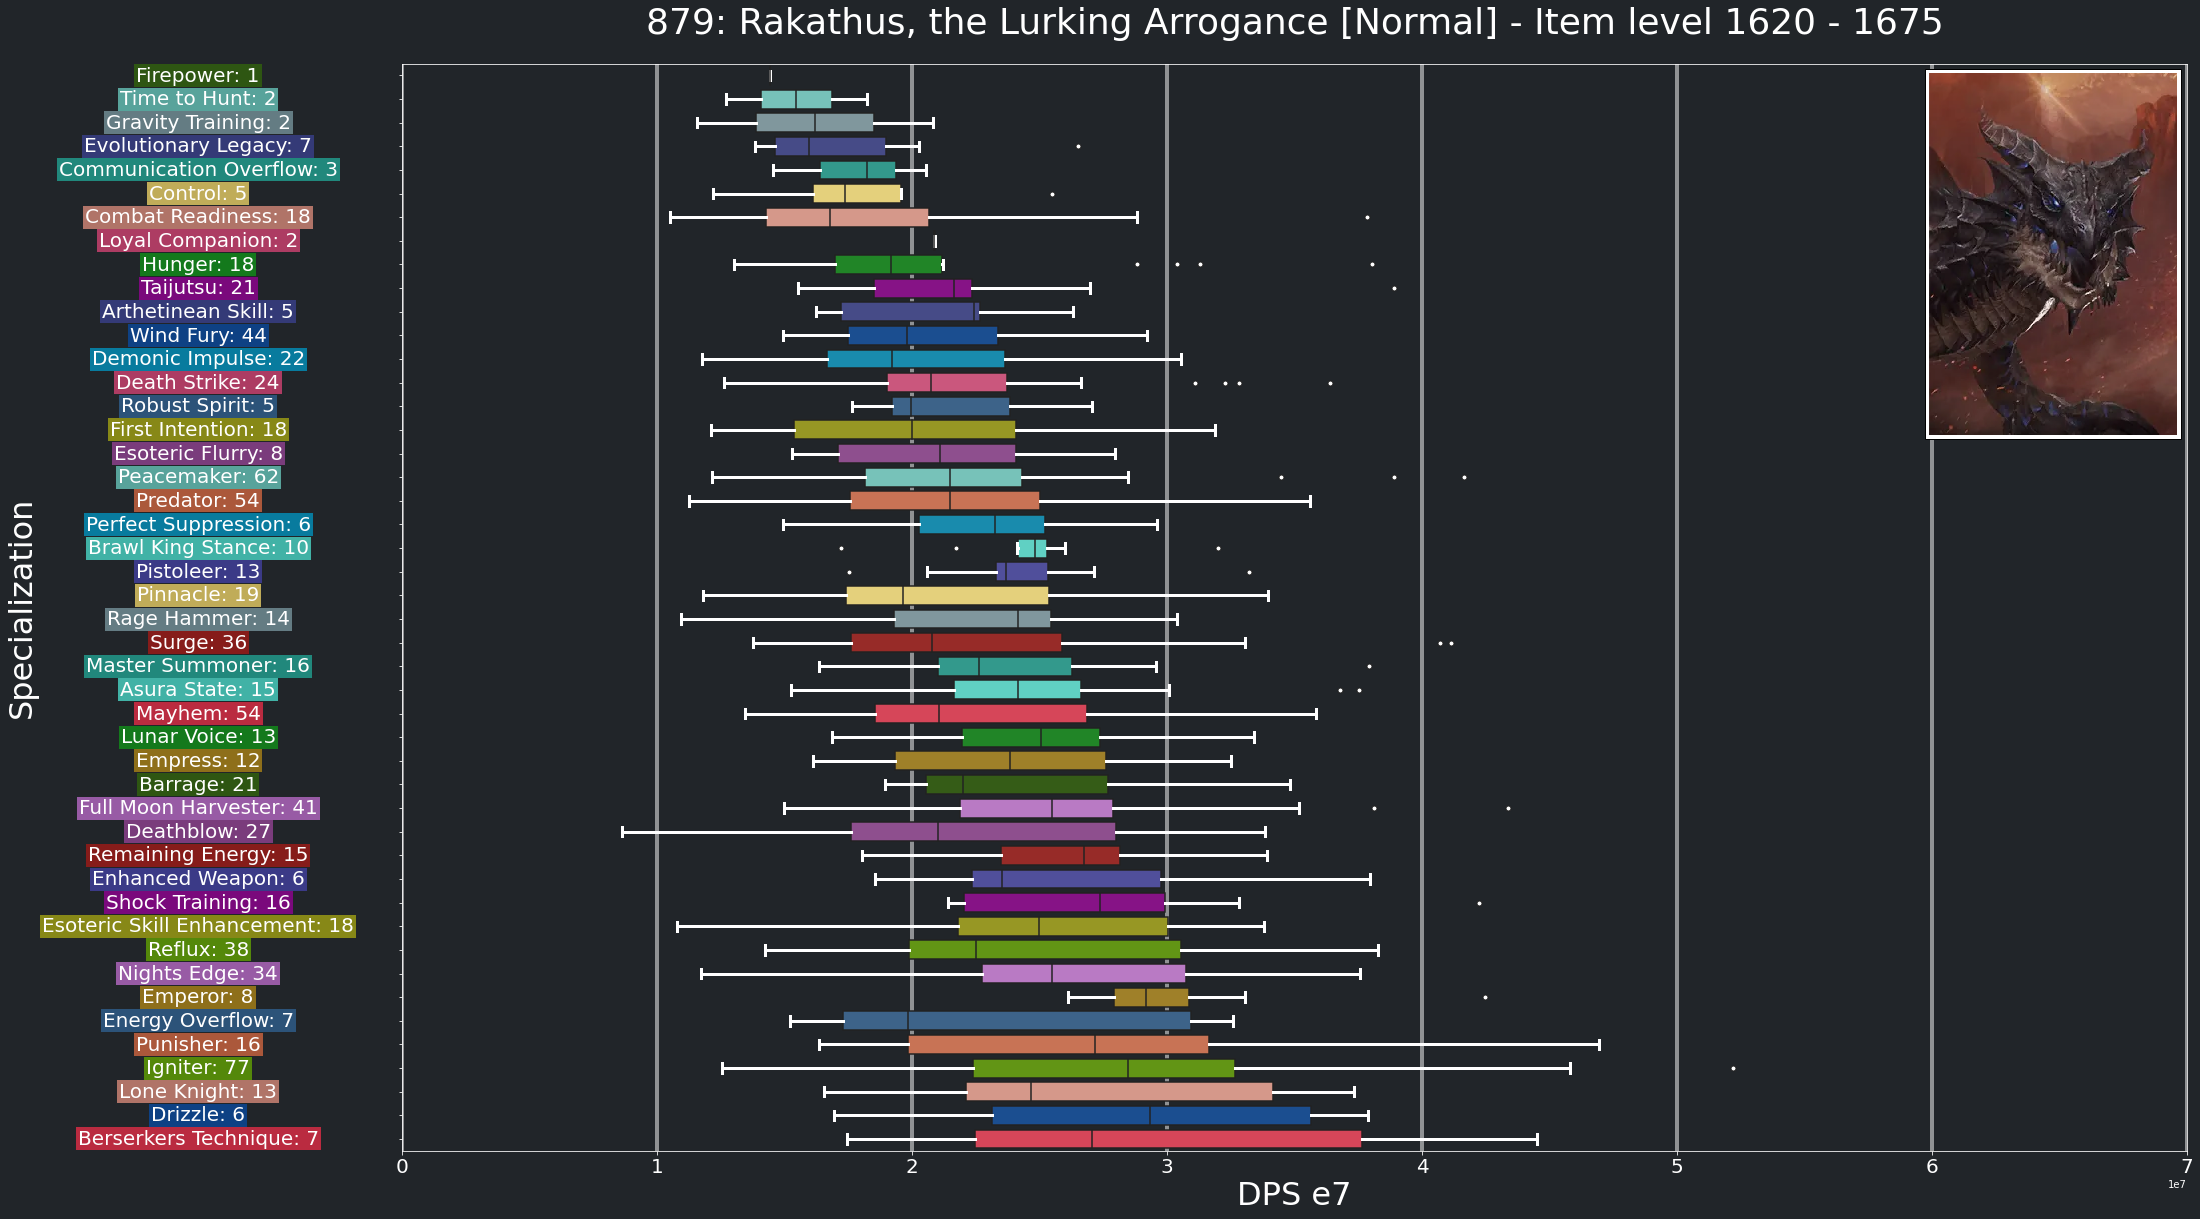 879: Rakathus, the Lurking Arrogance [Normal] - Item level 1620 - 1675
Specialization
Firepower: 1
Time to Hunt: 2
Gravity Training: 2
Evolutionary Legacy: 7
Communication Overflow: 3
Control: 5
Combat Readiness: 18
Loyal Companion: 2
Hunger: 18
Taijutsu: 21
Arthetinean Skill: 5
Wind Fury: 44
Demonic Impulse: 22
Death Strike: 24
Robust Spirit: 5
First Intention: 18
Esoteric Flurry: 8
Peacemaker: 62
Predator: 54
Perfect Suppression: 6
Brawl King Stance: 10
Pistoleer: 13
Pinnacle: 19
Rage Hammer: 14
Surge: 36
Master Summoner: 16
Asura State: 15
Mayhem: 54
Lunar Voice: 13
Empress: 12
Barrage: 21
Full Moon Harvester: 41
Deathblow: 27
Remaining Energy: 15
Enhanced Weapon: 6
Shock Training: 16
Esoteric Skill Enhancement: 18
Reflux: 38
Nights Edge: 34
Emperor: 8
Energy Overflow: 7
Punisher: 16
Igniter: 77
Lone Knight: 13
Drizzle: 6
Berserkers Technique: 7
0 1 2 3 4 5 6 7
1e7
DPS e7